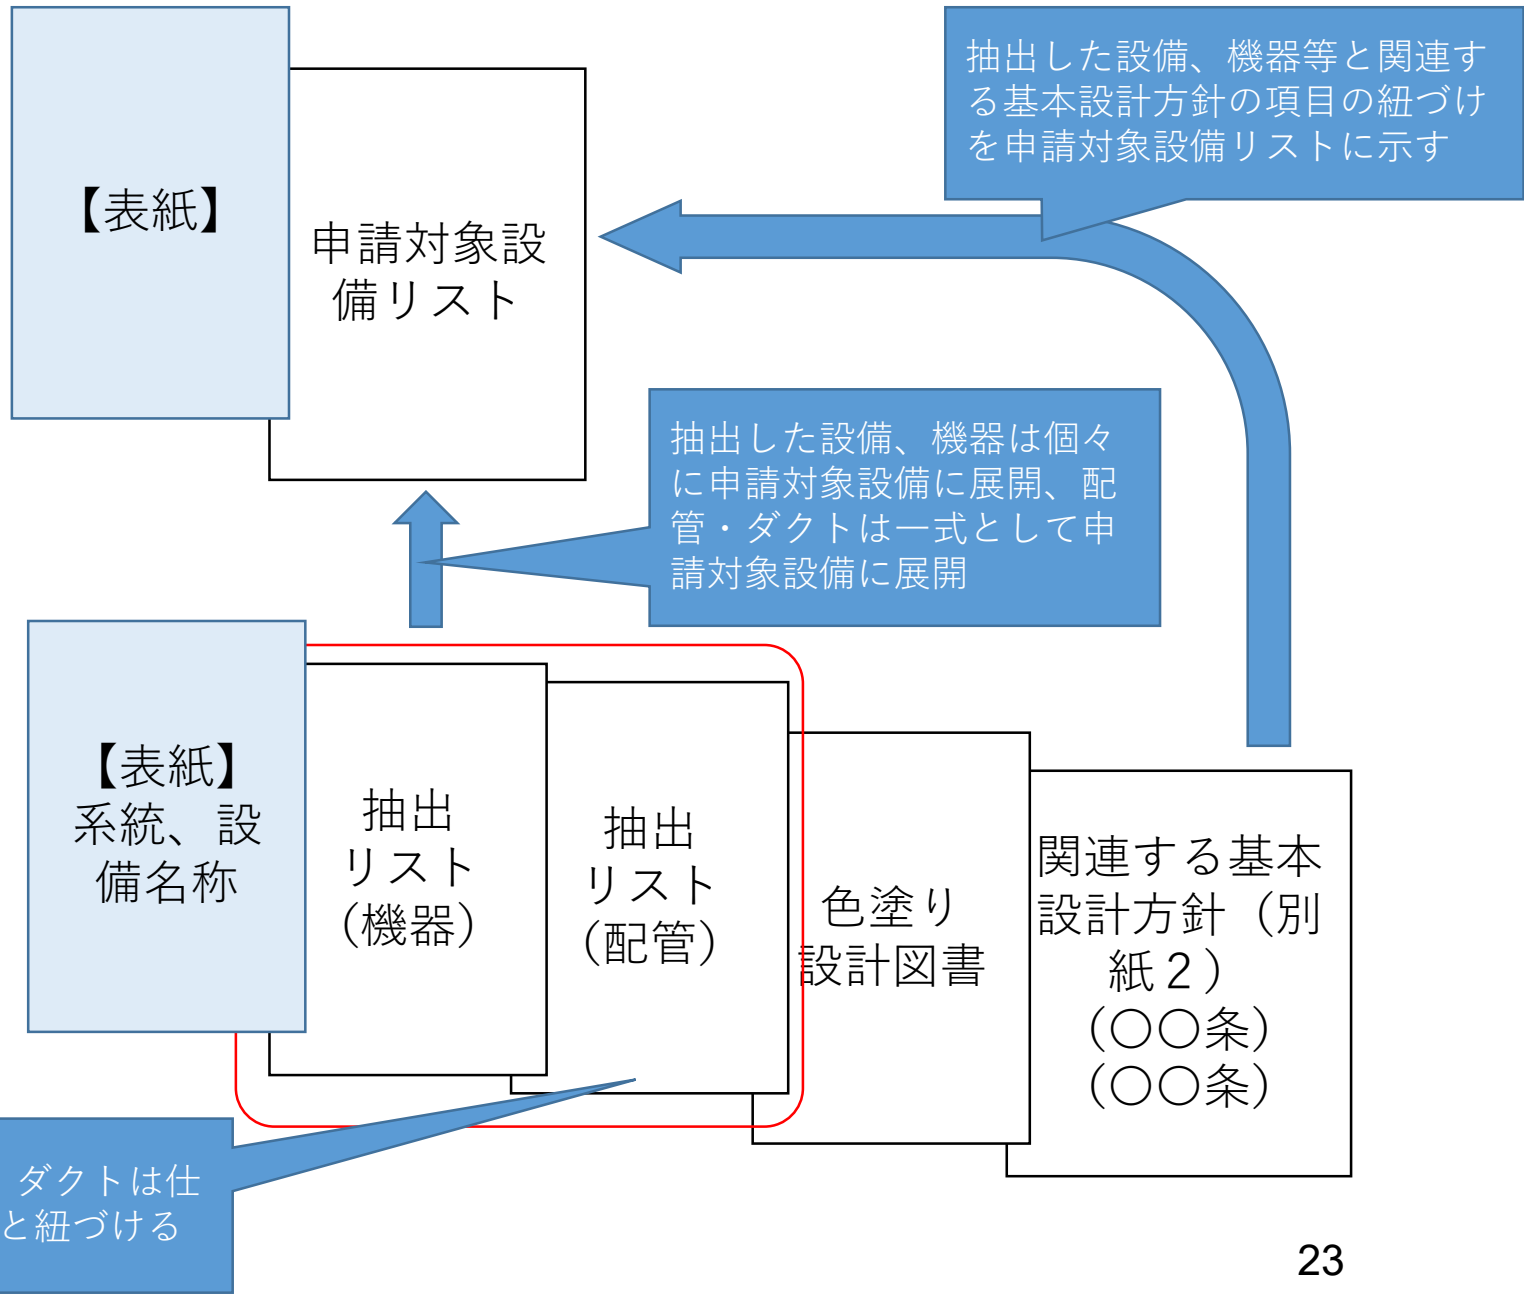 抽出した設備、機器等と関連す
る基本設計方針の項目の紐づけ
を申請対象設備リストに示す
【表紙】
申請対象設
備リスト
抽出した設備、機器は個々
に申請対象設備に展開、配
管・ダクトは一式として申
請対象設備に展開
【表紙】
系統、設
備名称
抽出
リスト
（機器）
抽出
リスト
（配管）
色塗り
設計図書
関連する基本
設計方針（別
紙２）
（〇〇条）
（〇〇条）
ダクトは仕
と紐づける
23